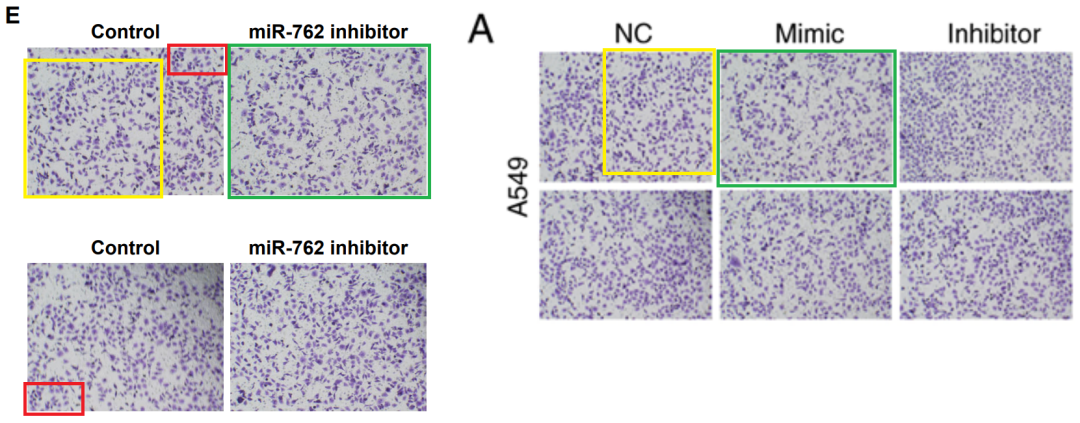 E
Control miR-762 inhibitor
Control miR-762 inhibitor
A
NC Mimic Inhibitor
A549